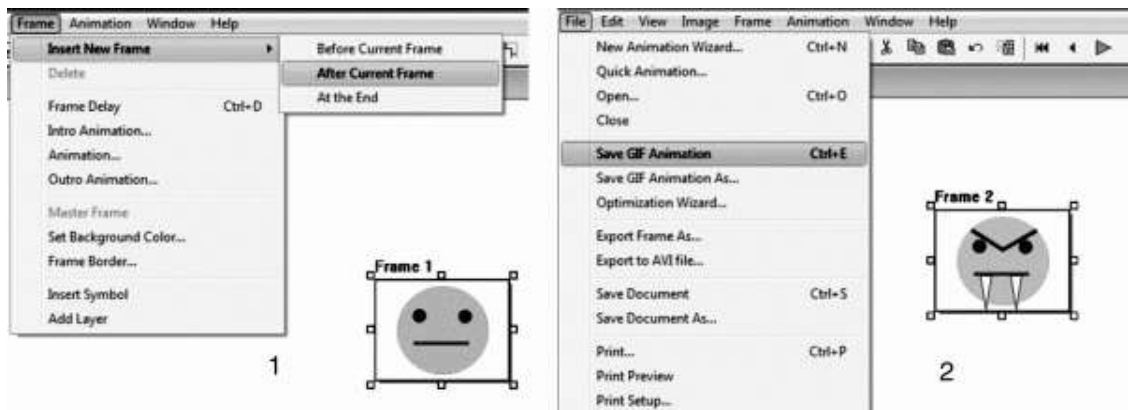 Frame Animation Window Help
Insert New Frame
Before Current Frame
After Current Frame
At the End
Delete
Frame Delay Ctrl+D
Intro Animation...
Animation...
Outro Animation...
Master Frame
Set Background Color...
Frame Border...
Insert Symbol
Add Layer
Frame 1
1
File Edit View Image Frame Animation Window Help
New Animation Wizard... Ctrl+N
Quick Animation...
Open... Ctrl+O
Close
Save GIF Animation Ctrl+E
Save GIF Animation As...
Optimization Wizard...
Export Frame As...
Export to AVI file...
Save Document Ctrl+S
Save Document As...
Print... Ctrl+P
Print Preview
Print Setup...
Frame 2
2